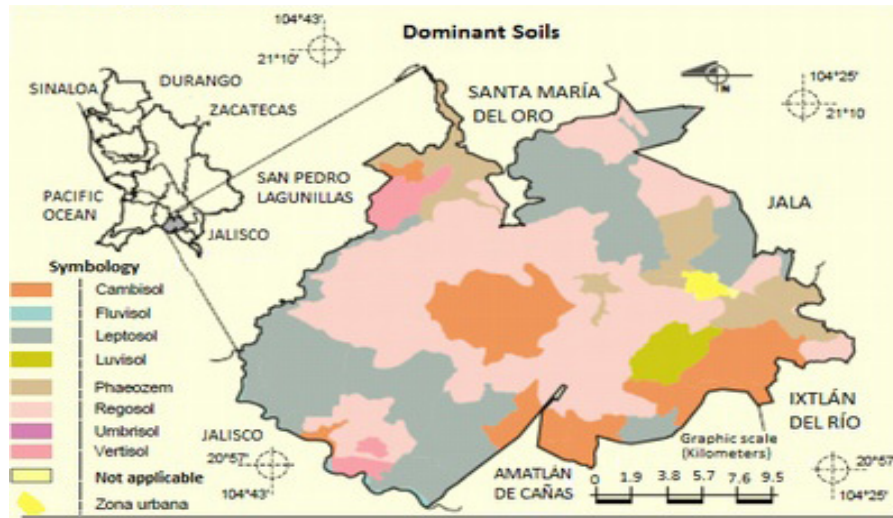 Dominant Soils
104°43'
21°10'
104°25'
21°10
N
SINALOA
DURANGO
ZACATECAS
PACIFIC
OCEAN
JALISCO
SANTA MARÍA
DEL ORO
SAN PEDRO
LAGUNILLAS
JALA
Symbology
Cambisol
Fluvisol
Leptosol
Luvisol
Phaeozem
Regosol
Umbrisol
Vertisol
Not applicable
Zona urbana
JALISCO
20°57'
104°43'
AMATLÁN
DE CAÑAS
IXTLÁN
DEL RÍO
Graphic scale
(Kilometers)
0 1.9 3.8 5.7 7.6 9.5
20°57'
104°25'